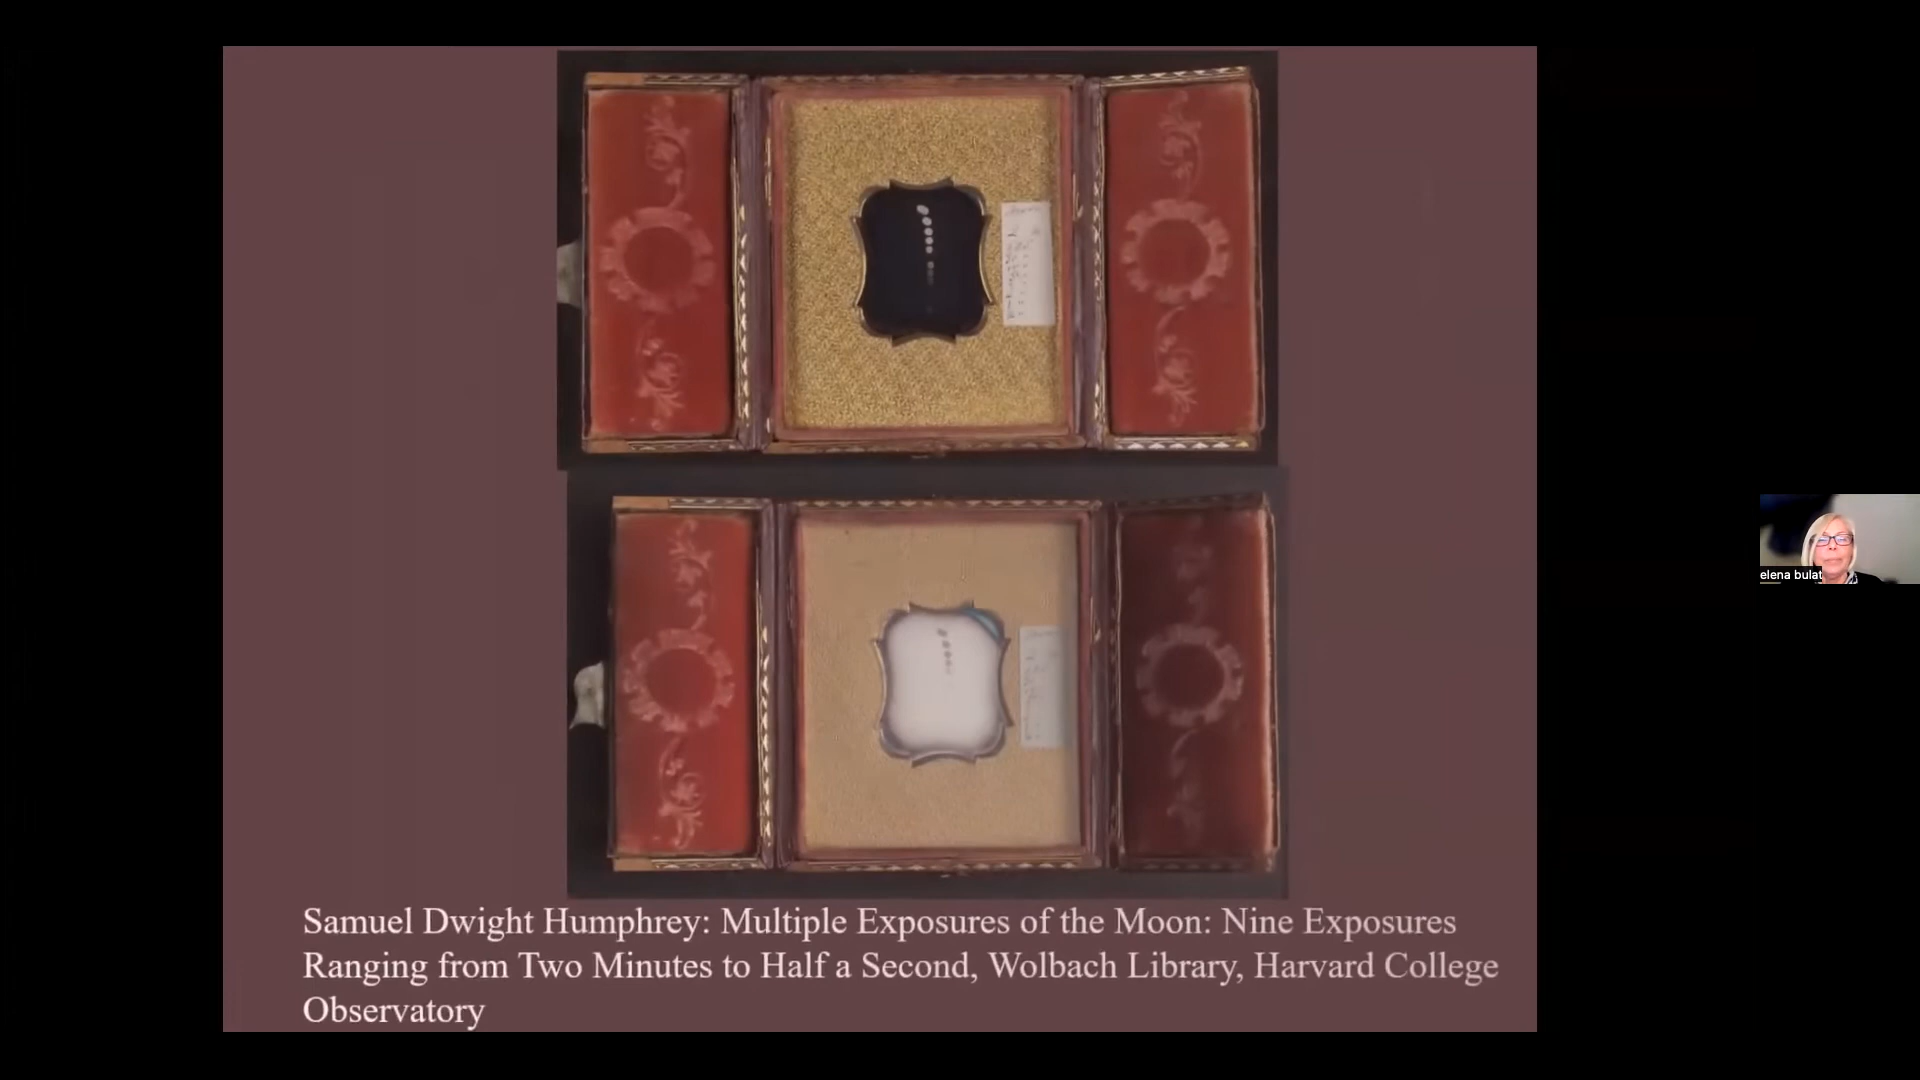 Samuel Dwight Humphrey: Multiple Exposures of the Moon: Nine Exposures
Ranging from Two Minutes to Half a Second, Wolbach Library, Harvard College
Observatory
elena bulat